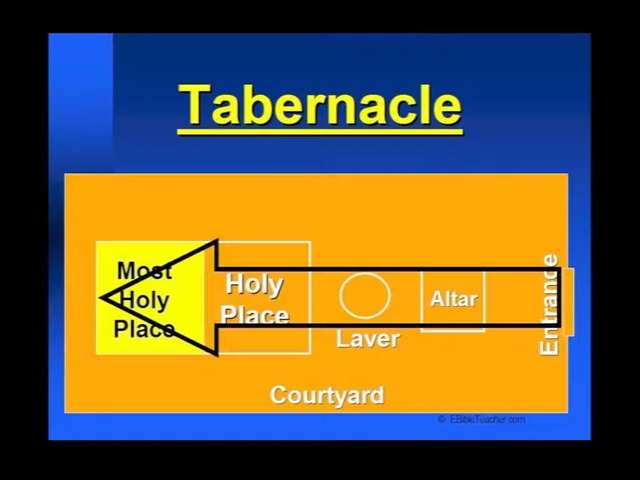 Tabernacle
Most
Holy
Place
Holy
Place
Laver
Altar
Entrance
Courtyard
© EBibleTeacher.com